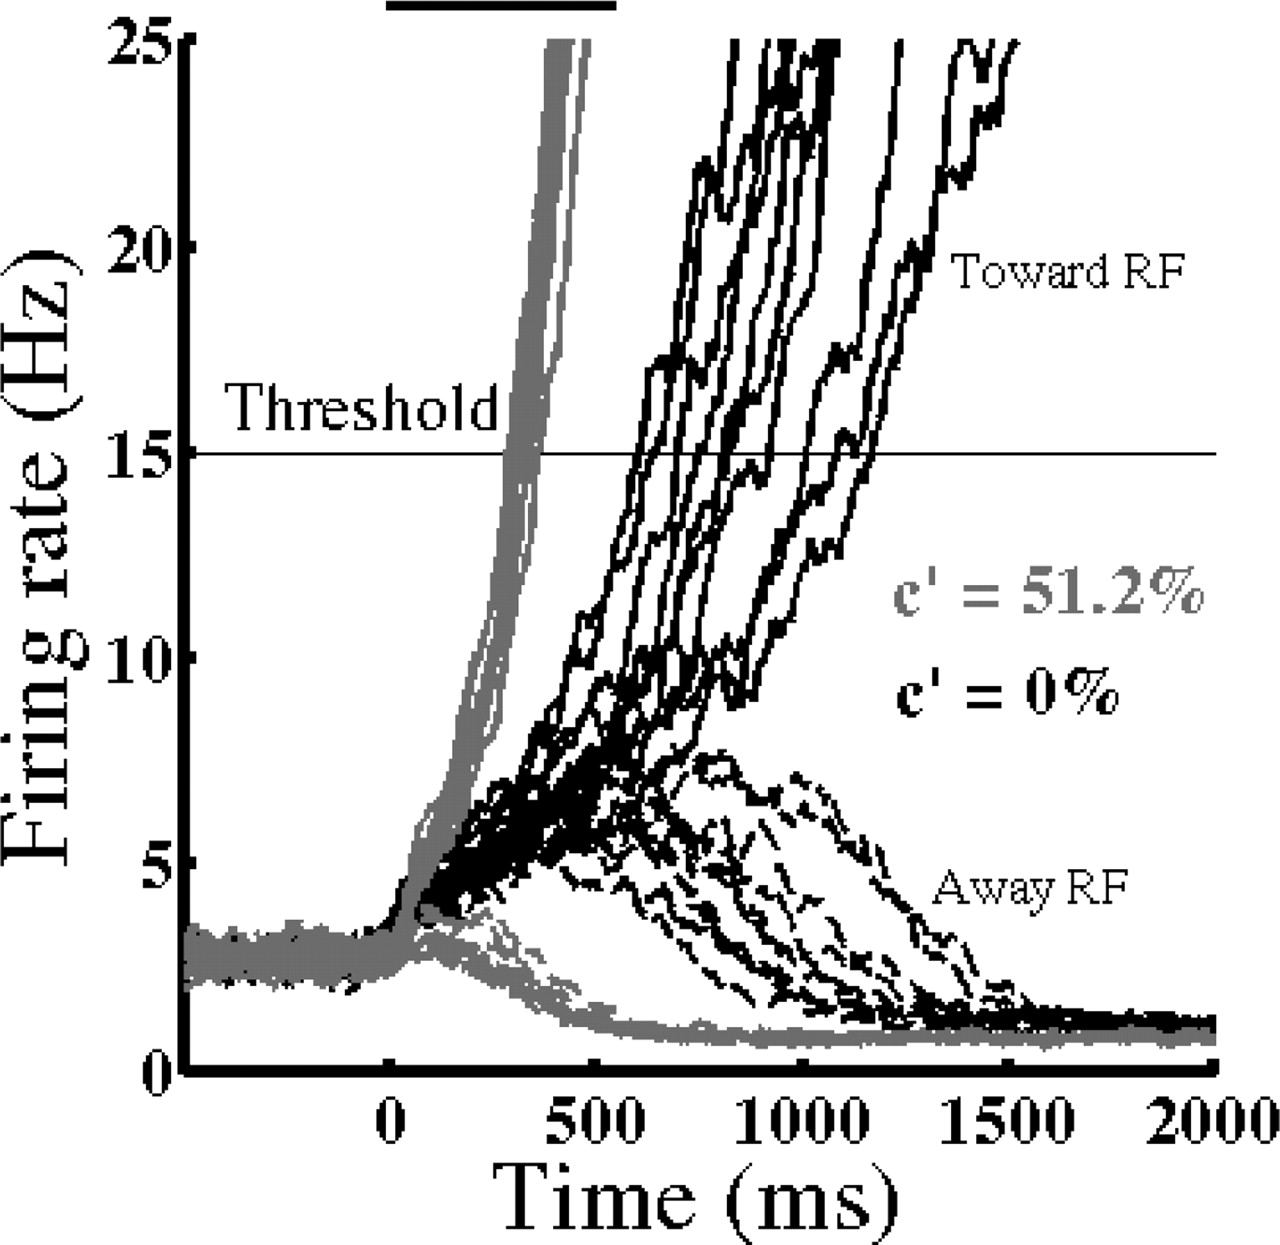 25
20
15
10
5
0
Firing rate (Hz)
Threshold
Toward RF
c' = 51.2%
c' = 0%
Away RF
0 500 1000 1500 2000
Time (ms)